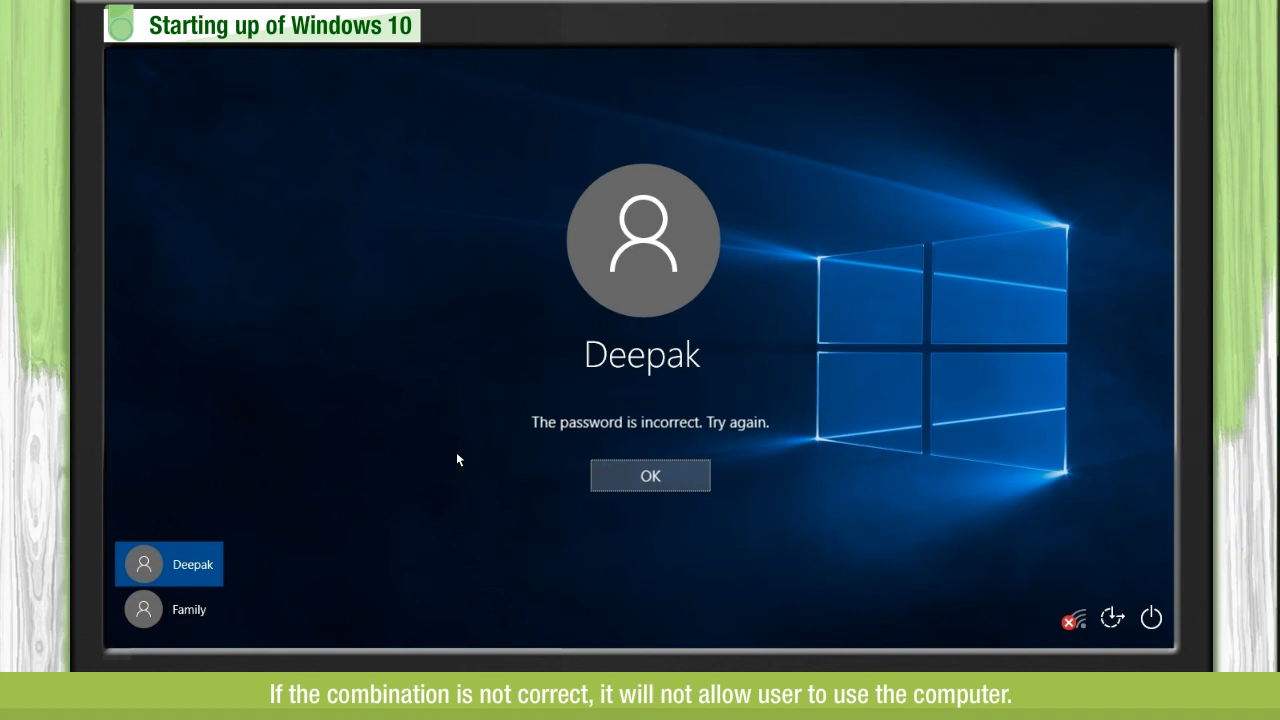 Starting up of Windows 10
Deepak
The password is incorrect. Try again.
OK
Deepak
Family
If the combination is not correct, it will not allow user to use the computer.